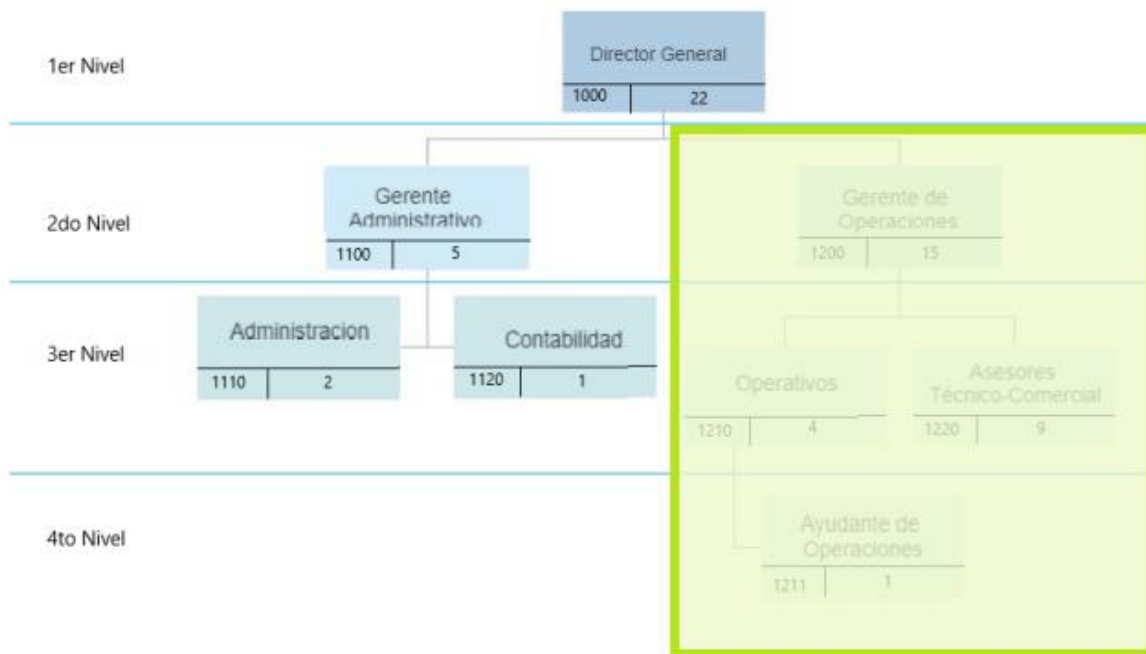 1er Nivel
Director General
1000 22
2do Nivel
Gerente
Administrativo
1100 5
Gerente de
Operaciones
1200 15
3er Nivel
Administracion
1110 2
Contabilidad
1120 1
Operativos
1210 4
Asesores
Técnico-Comercial
1220 9
4to Nivel
Ayudante de
Operaciones
1211 1